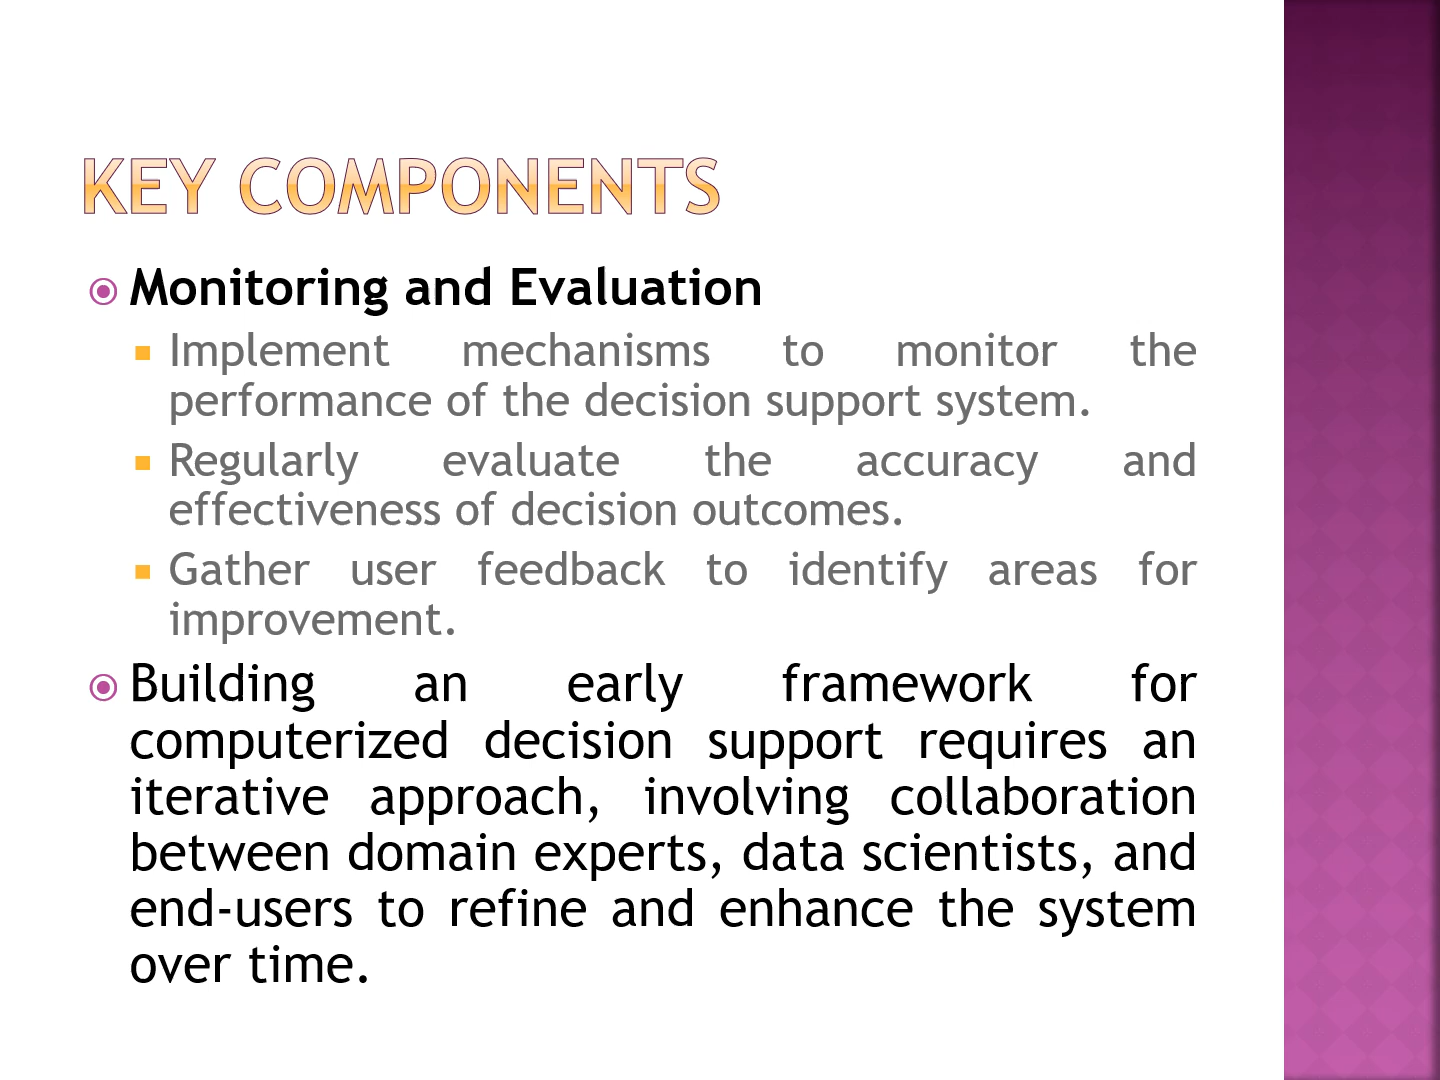 KEY COMPONENTS
Monitoring and Evaluation
Implement mechanisms to monitor the
performance of the decision support system.
Regularly evaluate the accuracy and
effectiveness of decision outcomes.
Gather user feedback to identify areas for
improvement.
Building an early framework for
computerized decision support requires an
iterative approach, involving collaboration
between domain experts, data scientists, and
end-users to refine and enhance the system
over time.